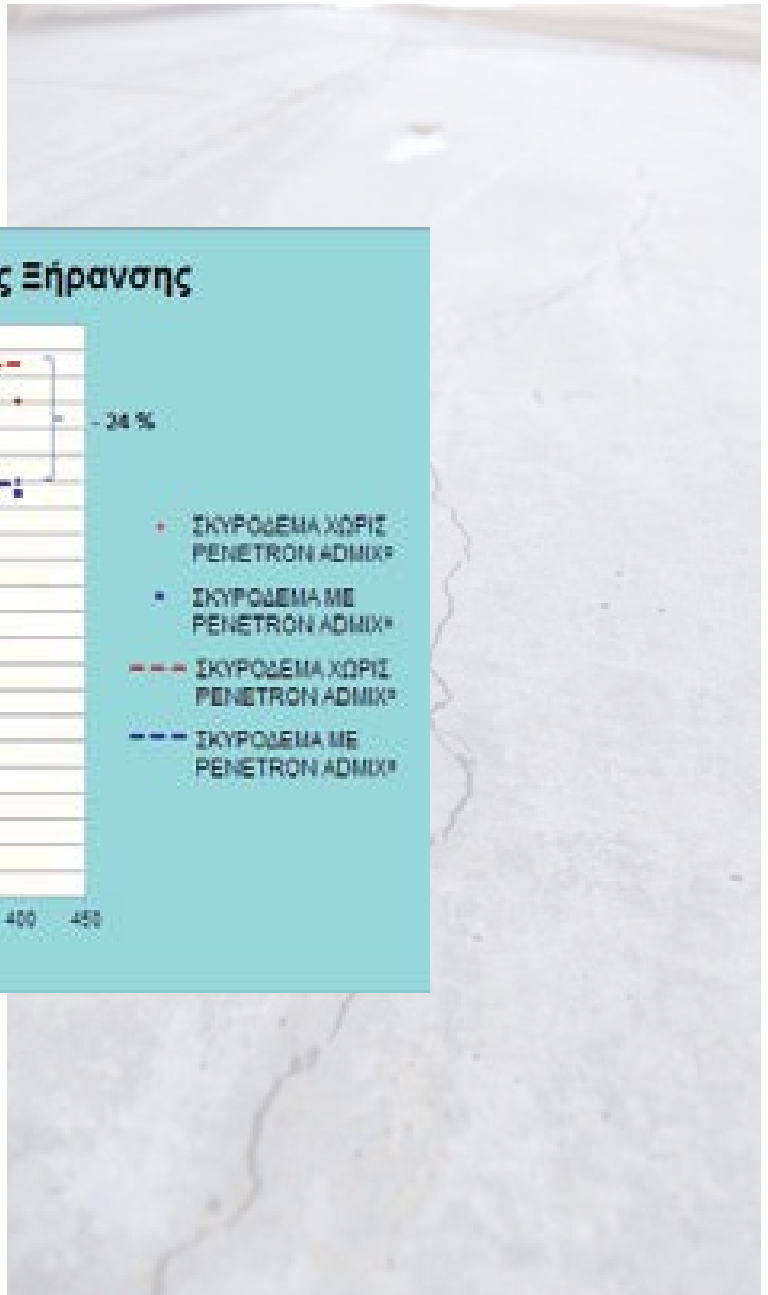 ς Ξήρανσης
- 24 %
ΣΚΥΡΟΔΕΜΑ ΧΩΡΙΣ
PENETRON ADMIX®
ΣΚΥΡΟΔΕΜΑ ΜΕ
PENETRON ADMIX®
ΣΚΥΡΟΔΕΜΑ ΧΩΡΙΣ
PENETRON ADMIX®
ΣΚΥΡΟΔΕΜΑ ΜΕ
PENETRON ADMIX®
400 450